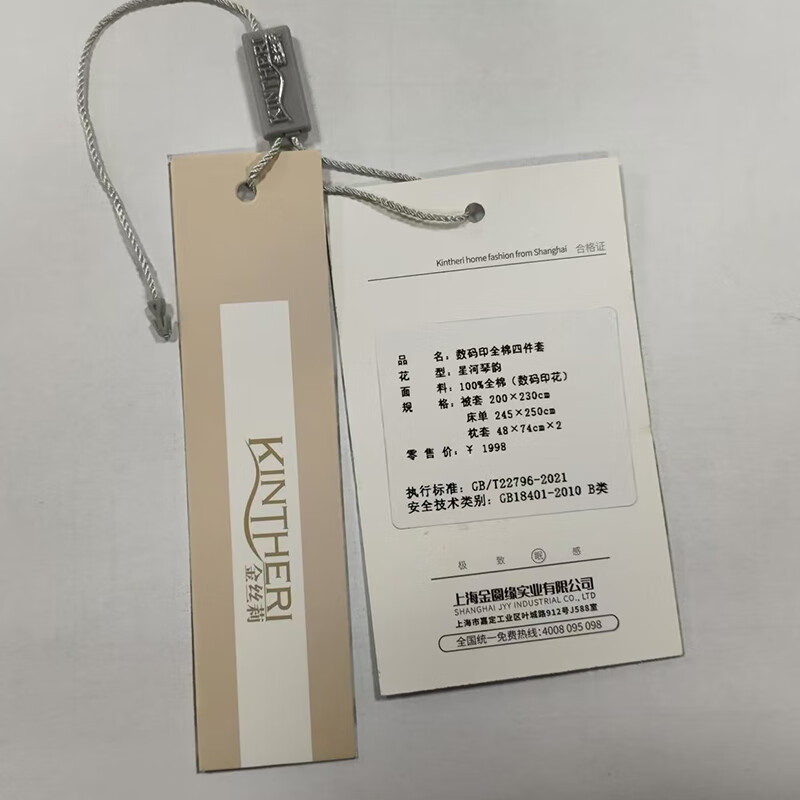 KINTHERI
KINTHERI
金丝莉
Kintheri home fashion from Shanghai 合格证
品 名：数码印全棉四件套
花 型：星河琴韵
面 料：100%全棉（数码印花）
规 格：被套 200×230cm
床单 245×250cm
枕套 48×74cm×2
零 售 价：¥ 1998
执行标准：GB/T22796-2021
安全技术类别：GB18401-2010 B类
极 致 眠 感
上海金圆缘实业有限公司
SHANGHAI JYY INDUSTRIAL CO., LTD
上海市嘉定工业区叶城路912号J588室
全国统一免费热线：4008 095 098